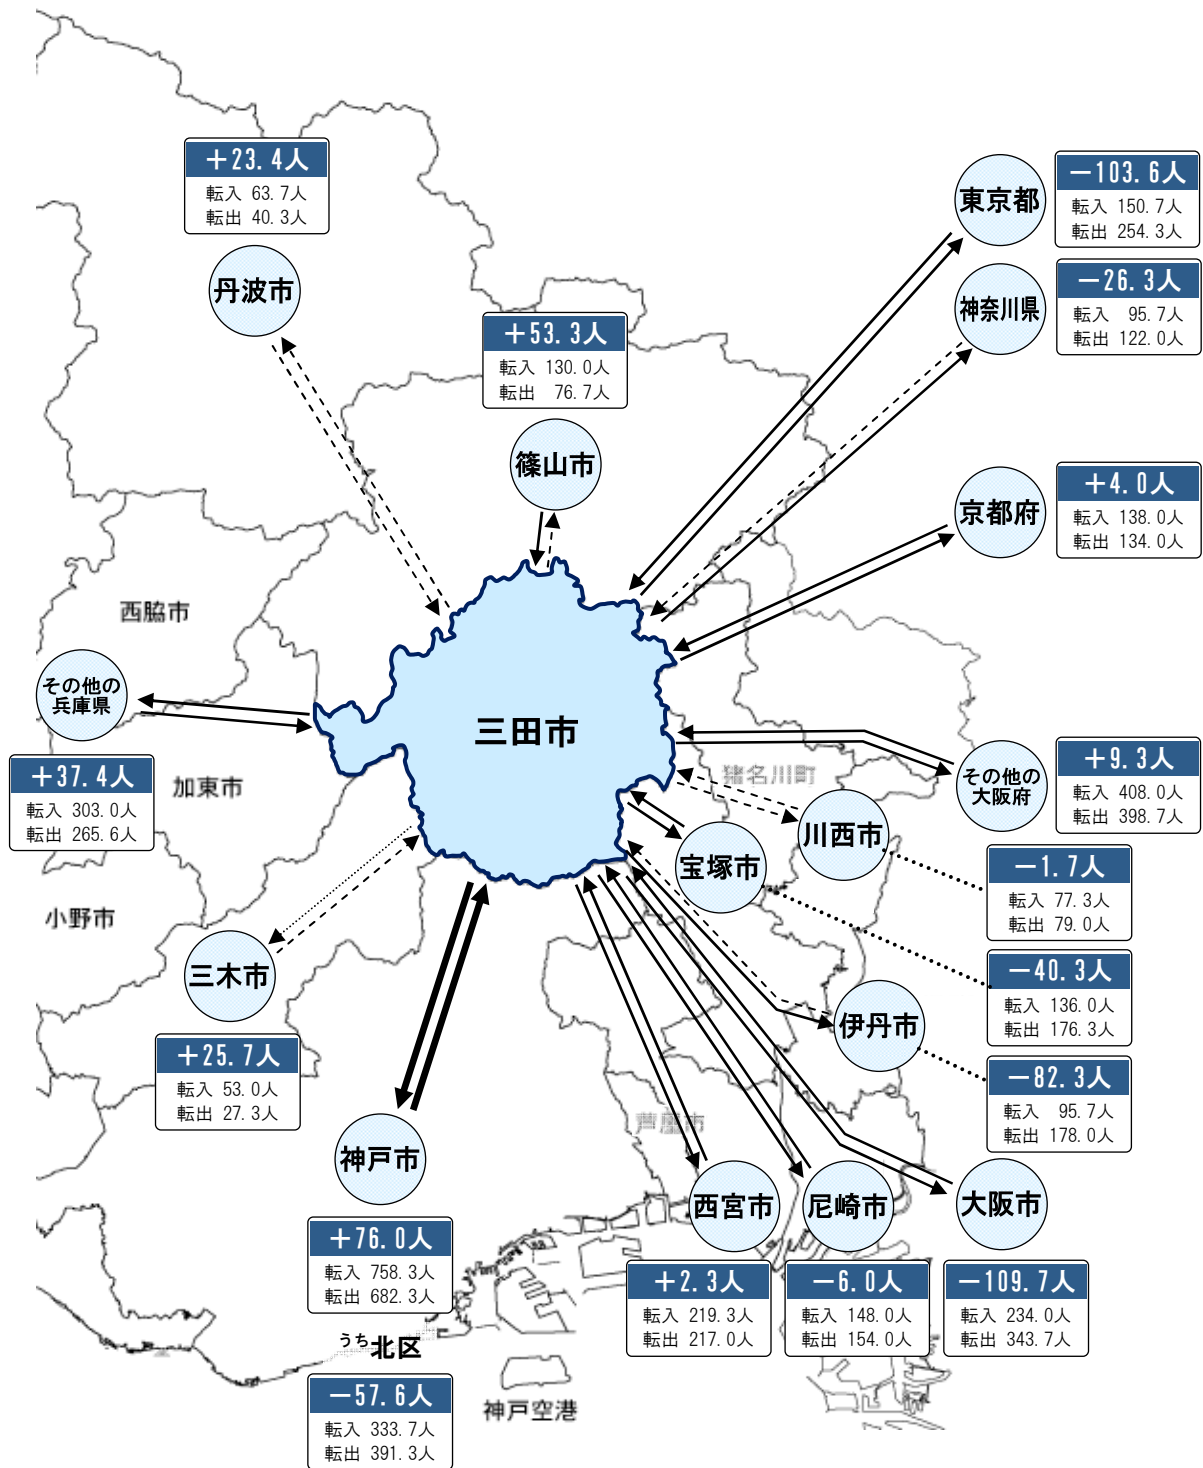 +23.4人
転入 63.7人
転出 40.3人
丹波市
+53.3人
転入 130.0人
転出 76.7人
篠山市
東京都
−103.6人
転入 150.7人
転出 254.3人
神奈川県
−26.3人
転入 95.7人
転出 122.0人
京都府
+4.0人
転入 138.0人
転出 134.0人
西脇市
その他の
兵庫県
+37.4人
転入 303.0人
転出 265.6人
加東市
三田市
猪名川町
その他の
大阪府
+9.3人
転入 408.0人
転出 398.7人
川西市
−1.7人
転入 77.3人
転出 79.0人
宝塚市
−40.3人
転入 136.0人
転出 176.3人
小野市
三木市
+25.7人
転入 53.0人
転出 27.3人
伊丹市
−82.3人
転入 95.7人
転出 178.0人
芦屋市
神戸市
+76.0人
転入 758.3人
転出 682.3人
うち北区
−57.6人
転入 333.7人
転出 391.3人
西宮市
+2.3人
転入 219.3人
転出 217.0人
尼崎市
−6.0人
転入 148.0人
転出 154.0人
大阪市
−109.7人
転入 234.0人
転出 343.7人
神戸空港